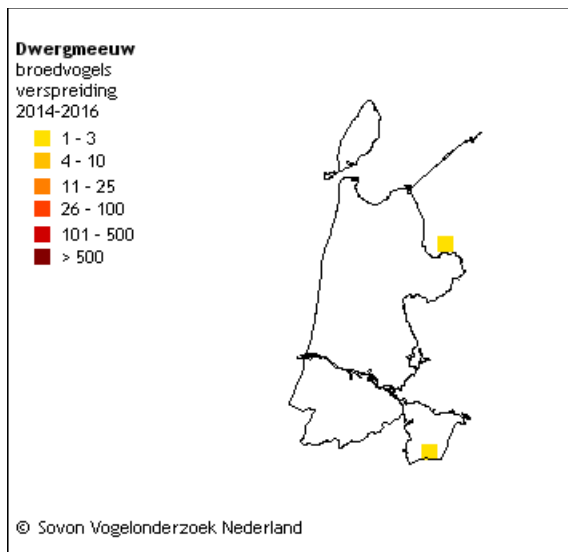 Dwergmeeuw
broedvogels
verspreiding
2014-2016
1 - 3
4 - 10
11 - 25
26 - 100
101 - 500
> 500
© Sovon Vogelonderzoek Nederland